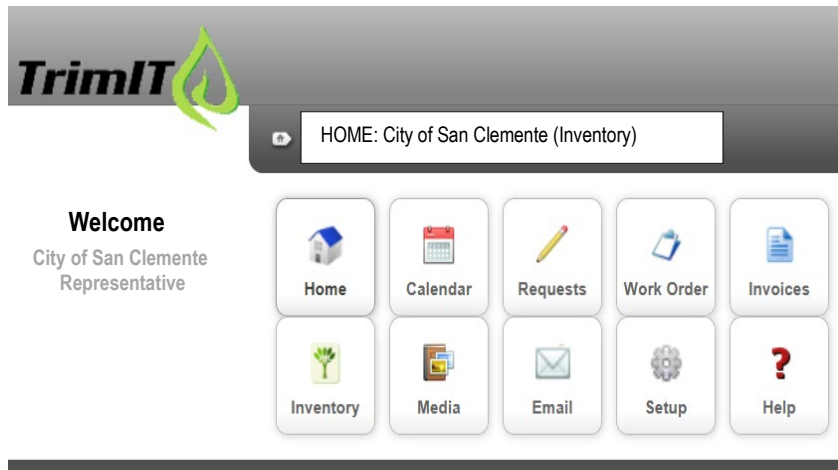 TrimIT
HOME: City of San Clemente (Inventory)
Welcome
City of San Clemente
Representative
Home
Calendar
Requests
Work Order
Invoices
Inventory
Media
Email
Setup
?
Help